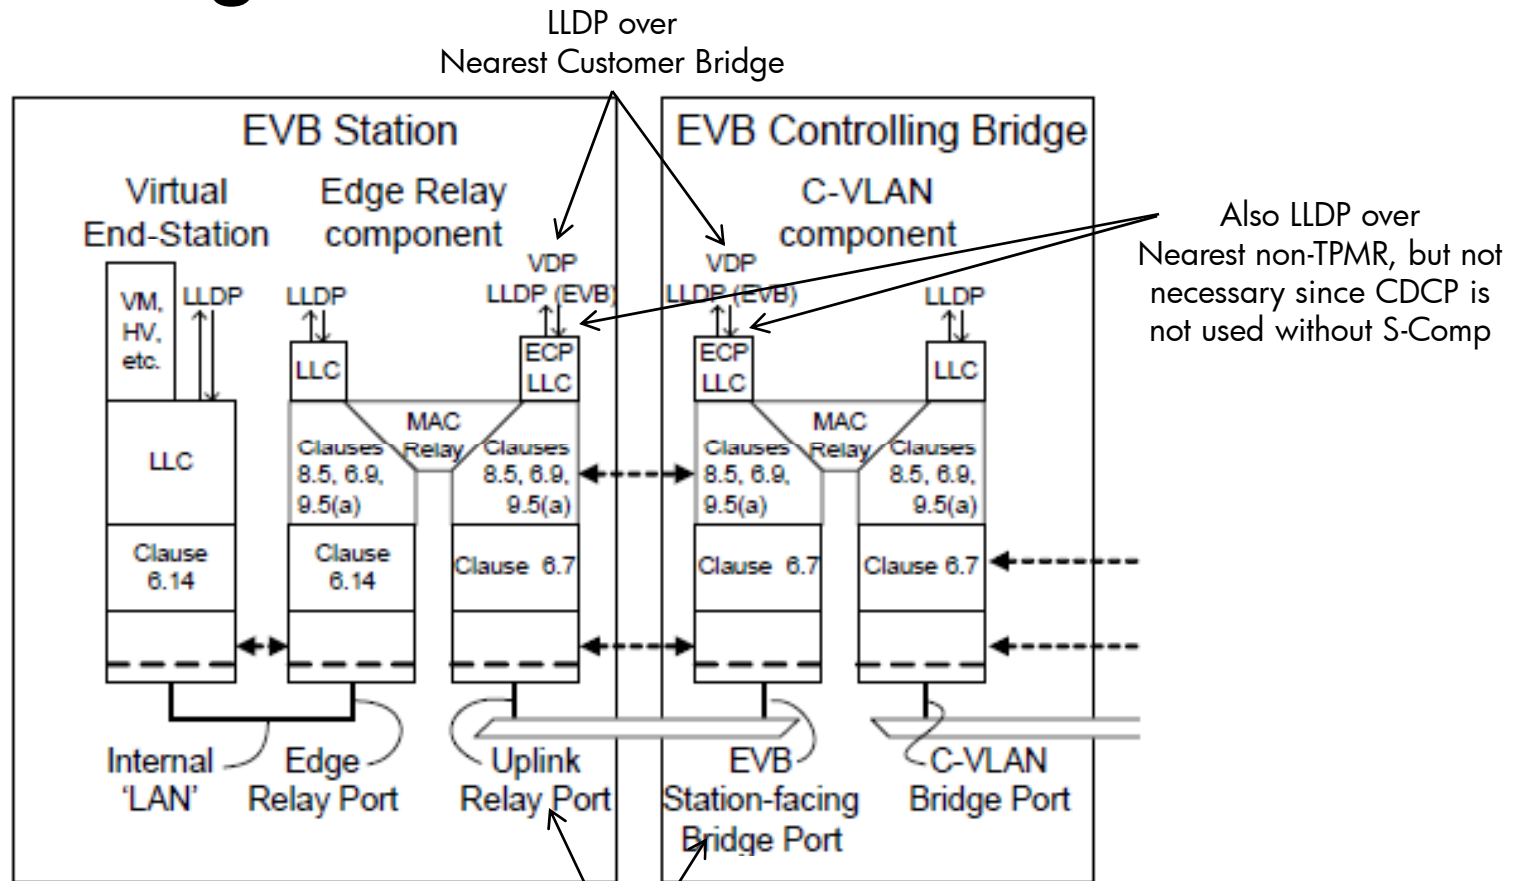 LLDP over
Nearest Customer Bridge
EVB Station
EVB Controlling Bridge
Virtual
End-Station
Edge Relay
component
C-VLAN
component
Also LLDP over
Nearest non-TPMR, but not
necessary since CDCP is
not used without S-Comp
VM,
HV,
etc.
LLDP
LLDP
VDP
LLDP (EVB)
VDP
LLDP (EVB)
LLDP
LLC
ECP
LLC
ECP
LLC
LLC
LLC
Clauses
8.5, 6.9,
9.5(a)
MAC
Relay
Clauses
8.5, 6.9,
9.5(a)
Clauses
8.5, 6.9,
9.5(a)
MAC
Relay
Clauses
8.5, 6.9,
9.5(a)
Clause
6.14
Clause
6.14
Clause 6.7
Clause 6.7
Clause 6.7
Internal
‘LAN’
Edge
Relay Port
Uplink
Relay Port
EVB
Station-facing
Bridge Port
C-VLAN
Bridge Port